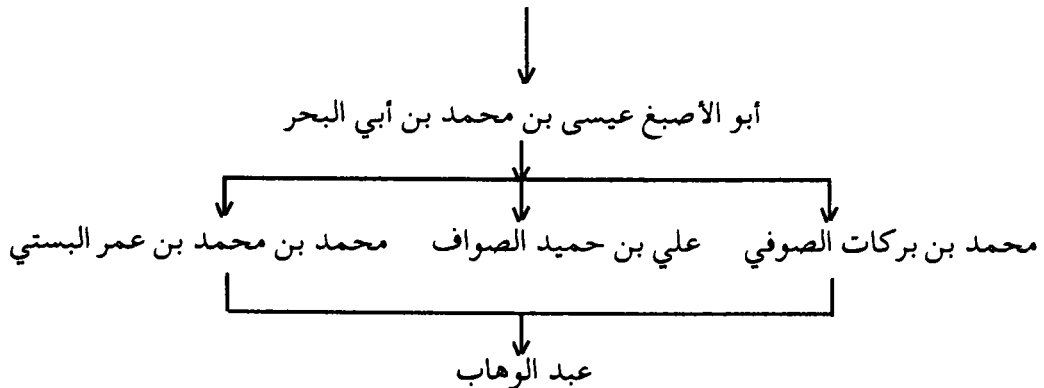 أبو الأصبغ عيسى بن محمد بن أبي البحر
محمد بن بركات الصوفي علي بن حميد الصواف محمد بن محمد بن عمر البستي
عبد الوهاب